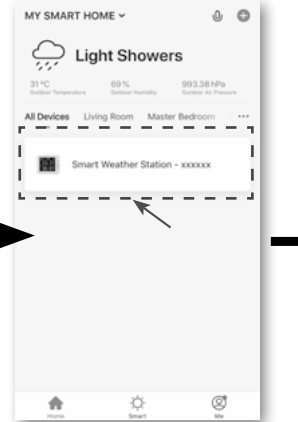 MY SMART HOME
Light Showers
31 °C 69% 993.38 hPa
Outdoor Temperature Outdoor Humidity Outdoor Air Pressure
All Devices Living Room Master Bedroom ...
Smart Weather Station - xxxxxx
Home Smart Me